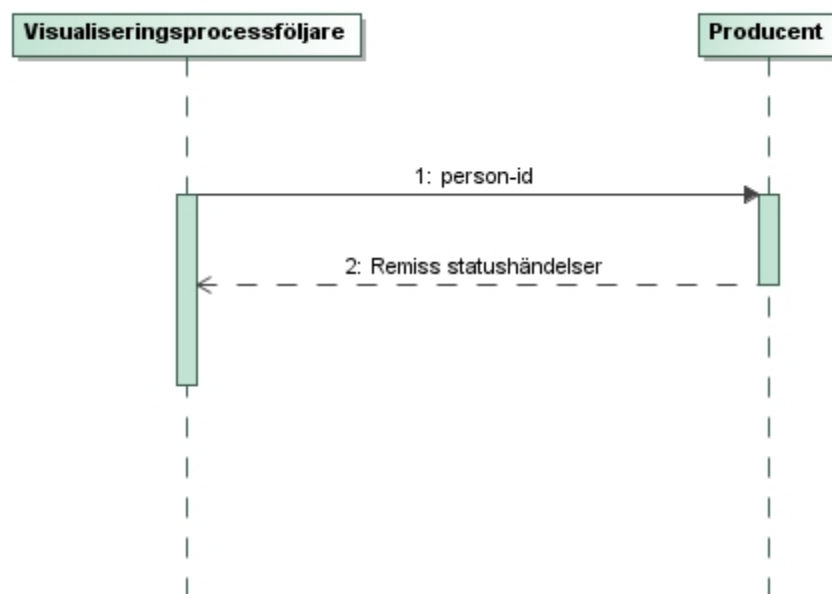 Visualiseringsprocessföljare
Producent
1: person-id
2: Remiss statushändelser